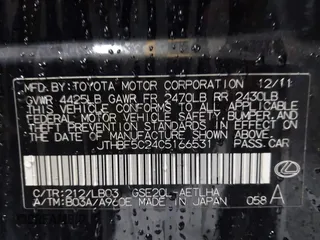 MFD. BY: TOYOTA MOTOR CORPORATION 12/11
GVWR 4425LB GAWR FR 2470LB RR 2430LB
THIS VEHICLE CONFORMS TO ALL APPLICABLE
FEDERAL MOTOR VEHICLE SAFETY, BUMPER, AND
THEFT PREVENTION STANDARDS IN EFFECT ON THE
DATE OF MANUFACTURE SHOWN ABOVE.
JTHBF5C24C5166531 PASS. CAR
C/TR: 212/LB03 GSE20L-AETLHA
A/TM: B03A/A960E MADE IN JAPAN 058 A